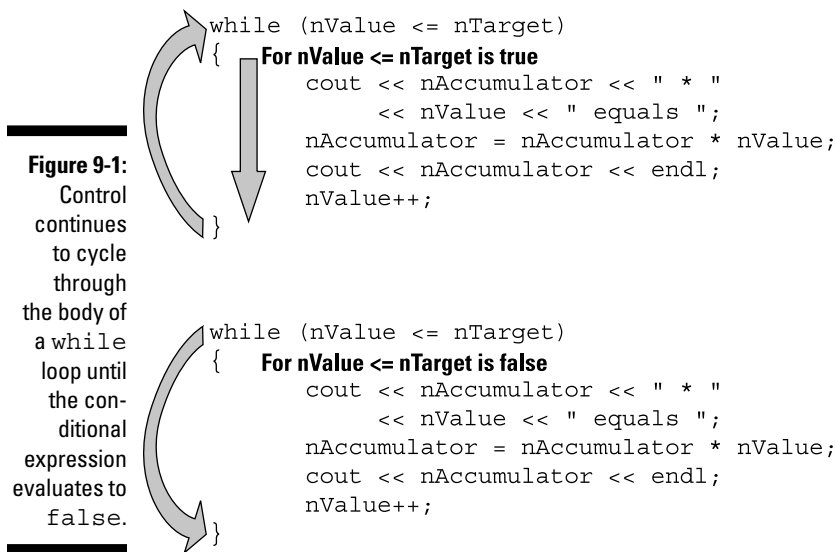 while (nValue <= nTarget)
{ For nValue <= nTarget is true
cout << nAccumulator << " * "
<< nValue << " equals ";
nAccumulator = nAccumulator * nValue;
cout << nAccumulator << endl;
nValue++;
}
Figure 9-1:
Control
continues
to cycle
through
the body of
a while
loop until
the con-
ditional
expression
evaluates to
false.
while (nValue <= nTarget)
{ For nValue <= nTarget is false
cout << nAccumulator << " * "
<< nValue << " equals ";
nAccumulator = nAccumulator * nValue;
cout << nAccumulator << endl;
nValue++;
}